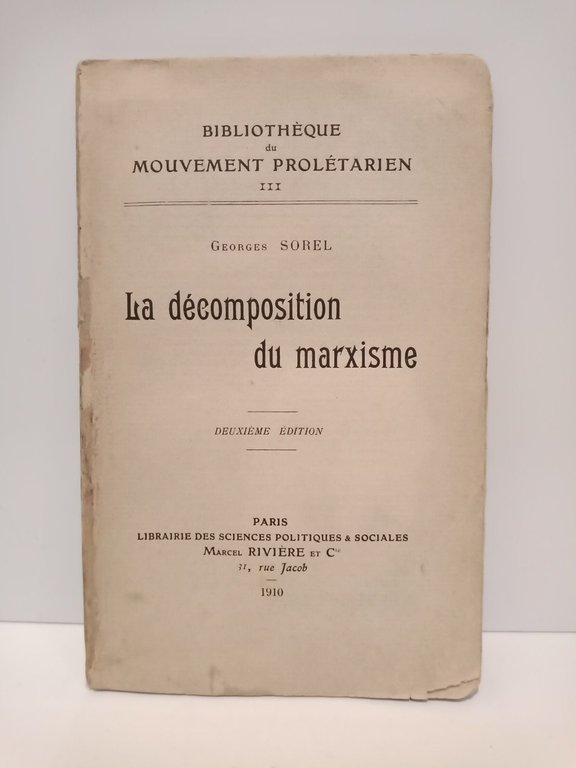 BIBLIOTHÈQUE
du
MOUVEMENT PROLÉTARIEN
III
GEORGES SOREL
La décomposition
du marxisme
DEUXIÈME ÉDITION
PARIS
LIBRAIRIE DES SCIENCES POLITIQUES & SOCIALES
MARCEL RIVIÈRE ET Cie
31, rue Jacob
1910